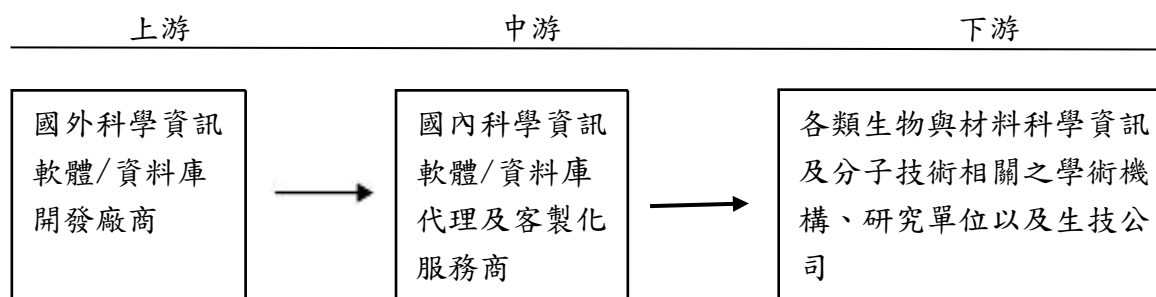 上游 中游 下游
國外科學資訊
軟體/資料庫
開發廠商
國內科學資訊
軟體/資料庫
代理及客製化
服務商
各類生物與材料科學資訊
及分子技術相關之學術機
構、研究單位以及生技公
司